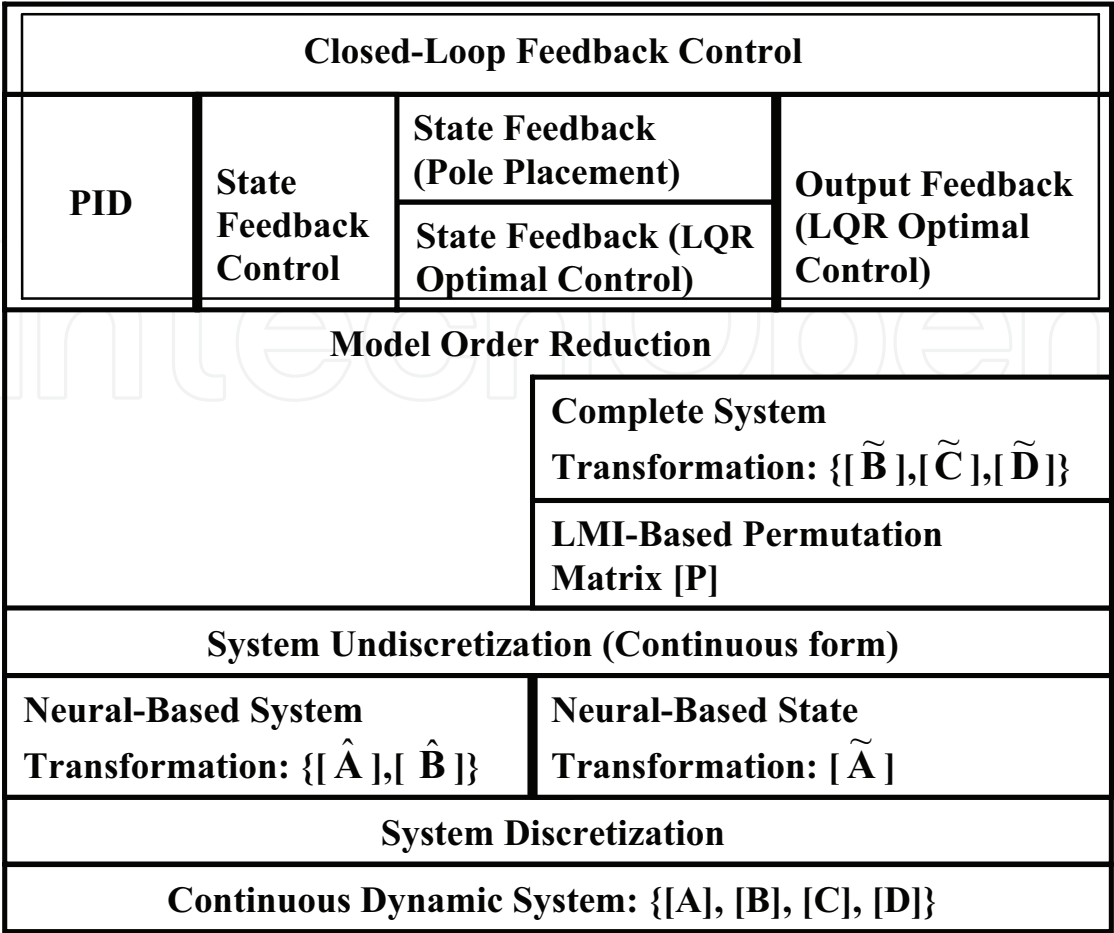 Closed-Loop Feedback Control
PID
State
Feedback
Control
State Feedback
(Pole Placement)
State Feedback (LQR
Optimal Control)
Output Feedback
(LQR Optimal
Control)
Model Order Reduction
Complete System
Transformation: {[B̃],[C̃],[D̃]}
LMI-Based Permutation
Matrix [P]
System Undiscretization (Continuous form)
Neural-Based System
Transformation: {[Â],[B̂]}
Neural-Based State
Transformation: [Ã]
System Discretization
Continuous Dynamic System: {[A], [B], [C], [D]}
intechOpen